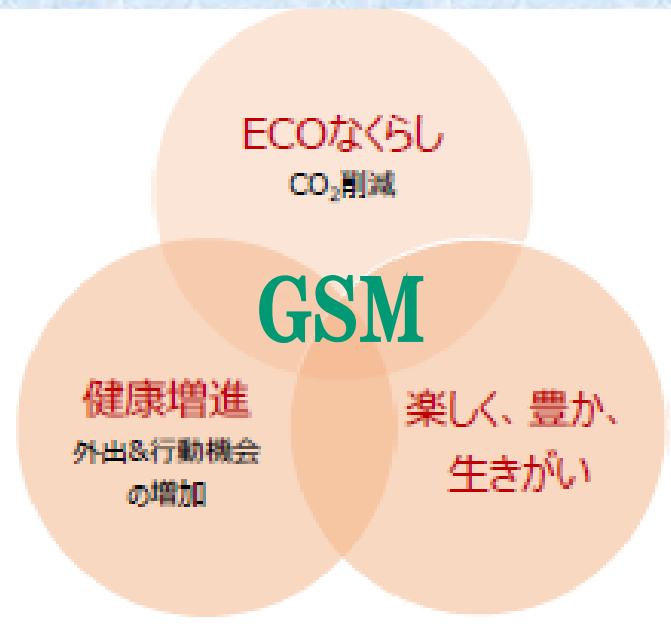 ECOなくらし
CO₂削減
GSM
健康増進
外出&行動機会
の増加
楽しく、豊か、
生きがい